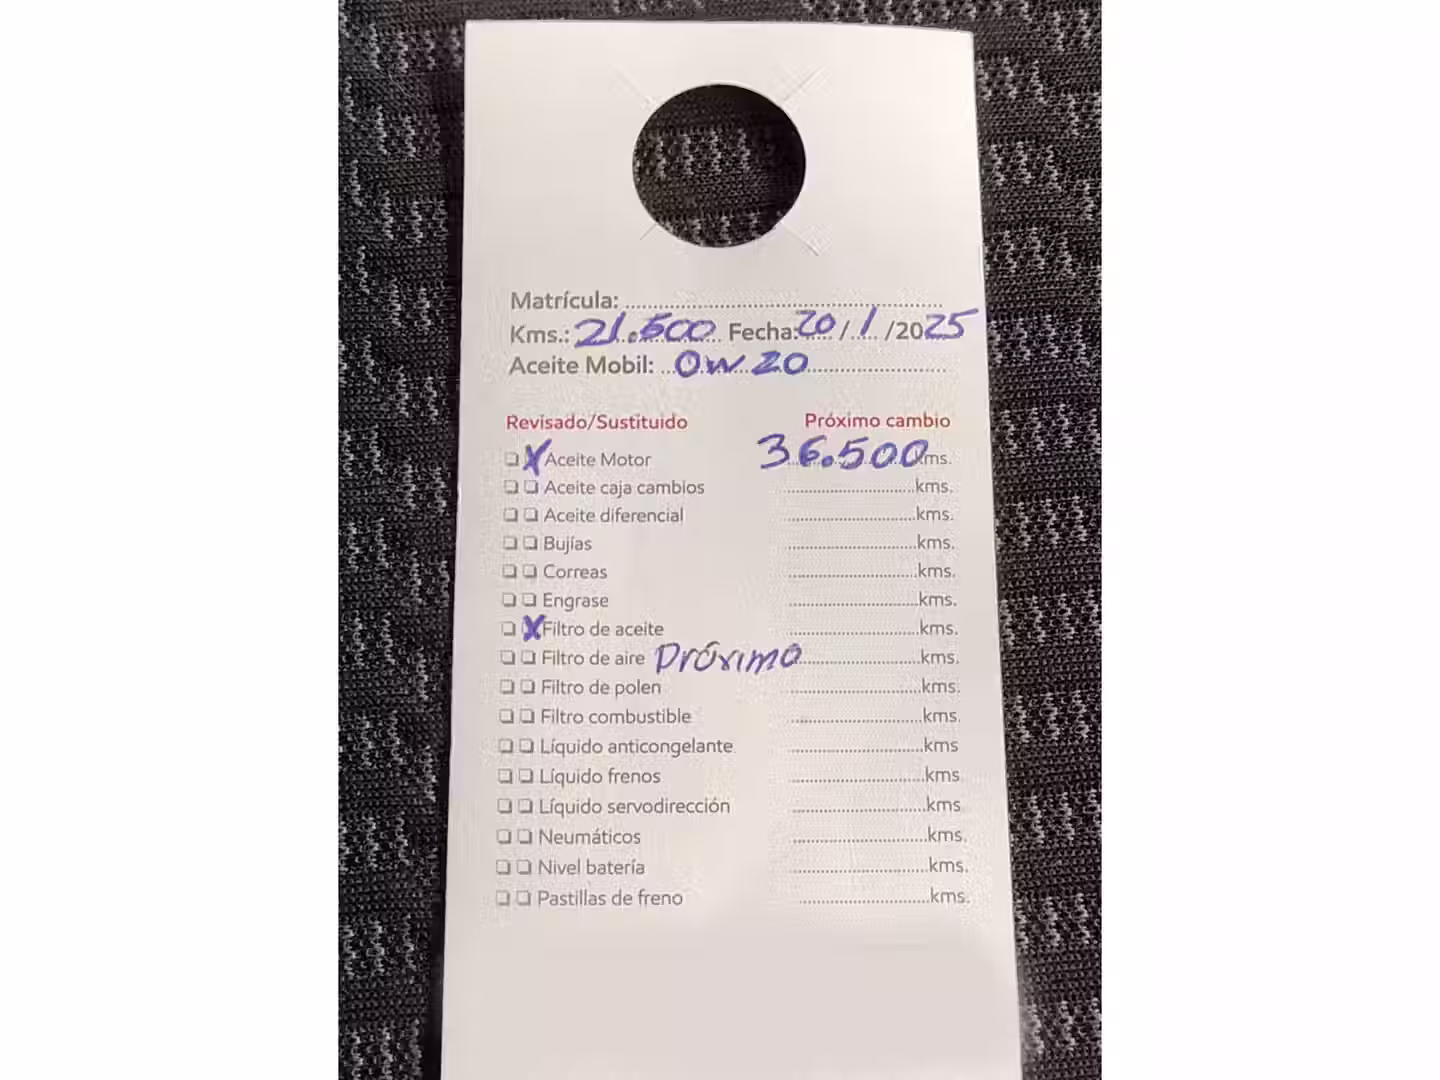 Matrícula: ........................................
Kms.: 21.500 Fecha: 20/1/2025
Aceite Mobil: 0W20
Revisado/Sustituido Próximo cambio
☐ X Aceite Motor 36.500 kms.
☐ ☐ Aceite caja cambios ........................kms.
☐ ☐ Aceite diferencial ........................kms.
☐ ☐ Bujías ........................kms.
☐ ☐ Correas ........................kms.
☐ ☐ Engrase ........................kms.
☐ X Filtro de aceite ........................kms.
☐ ☐ Filtro de aire Próximo ........................kms.
☐ ☐ Filtro de polen ........................kms.
☐ ☐ Filtro combustible ........................kms.
☐ ☐ Líquido anticongelante ........................kms
☐ ☐ Líquido frenos ........................kms
☐ ☐ Líquido servodirección ........................kms
☐ ☐ Neumáticos ........................kms.
☐ ☐ Nivel batería ........................kms.
☐ ☐ Pastillas de freno ........................kms.